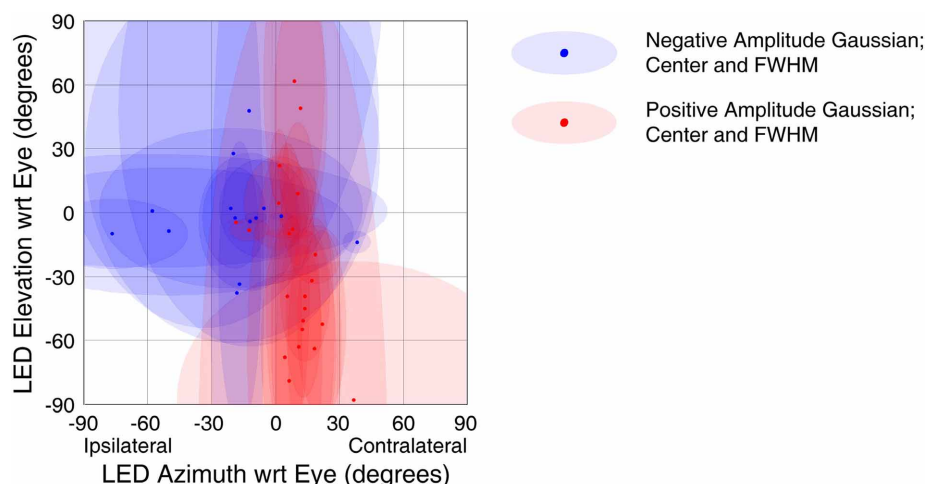 90
60
30
0
-30
-60
-90
LED Elevation wrt Eye (degrees)
-90 -60 -30 0 30 60 90
Ipsilateral Contralateral
LED Azimuth wrt Eye (degrees)
Negative Amplitude Gaussian;
Center and FWHM
Positive Amplitude Gaussian;
Center and FWHM